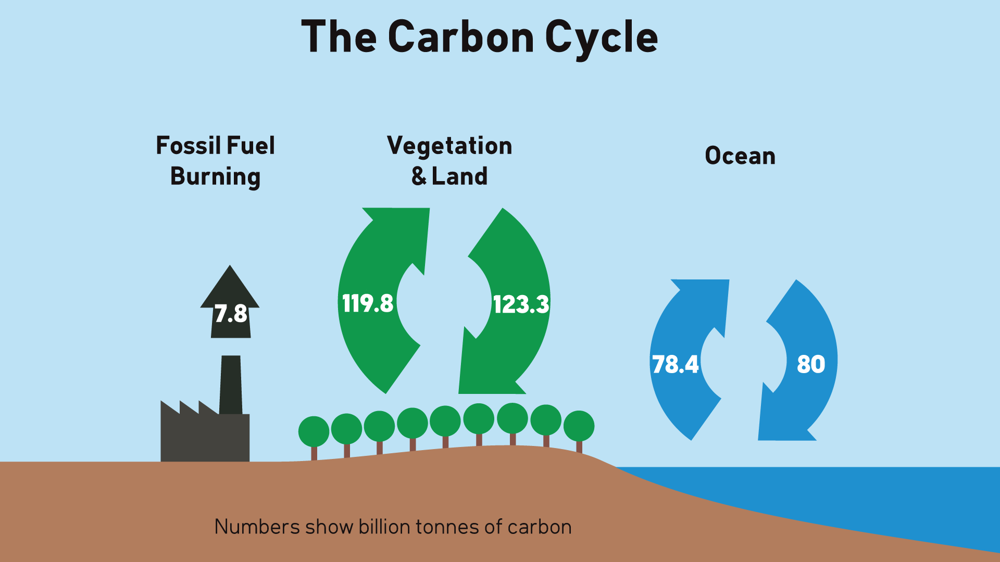 The Carbon Cycle
Fossil Fuel
Burning
Vegetation
& Land
Ocean
7.8
119.8
123.3
78.4
80
Numbers show billion tonnes of carbon